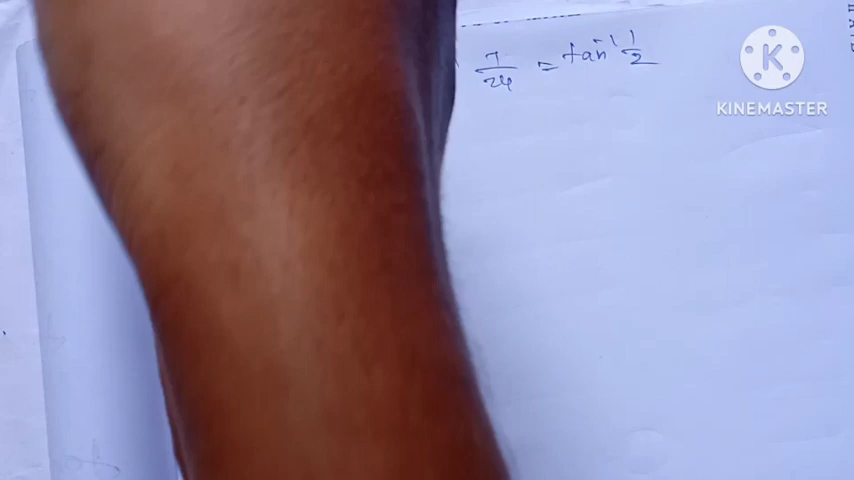 7/24 = tan⁻¹ 1/2
K
KINEMASTER